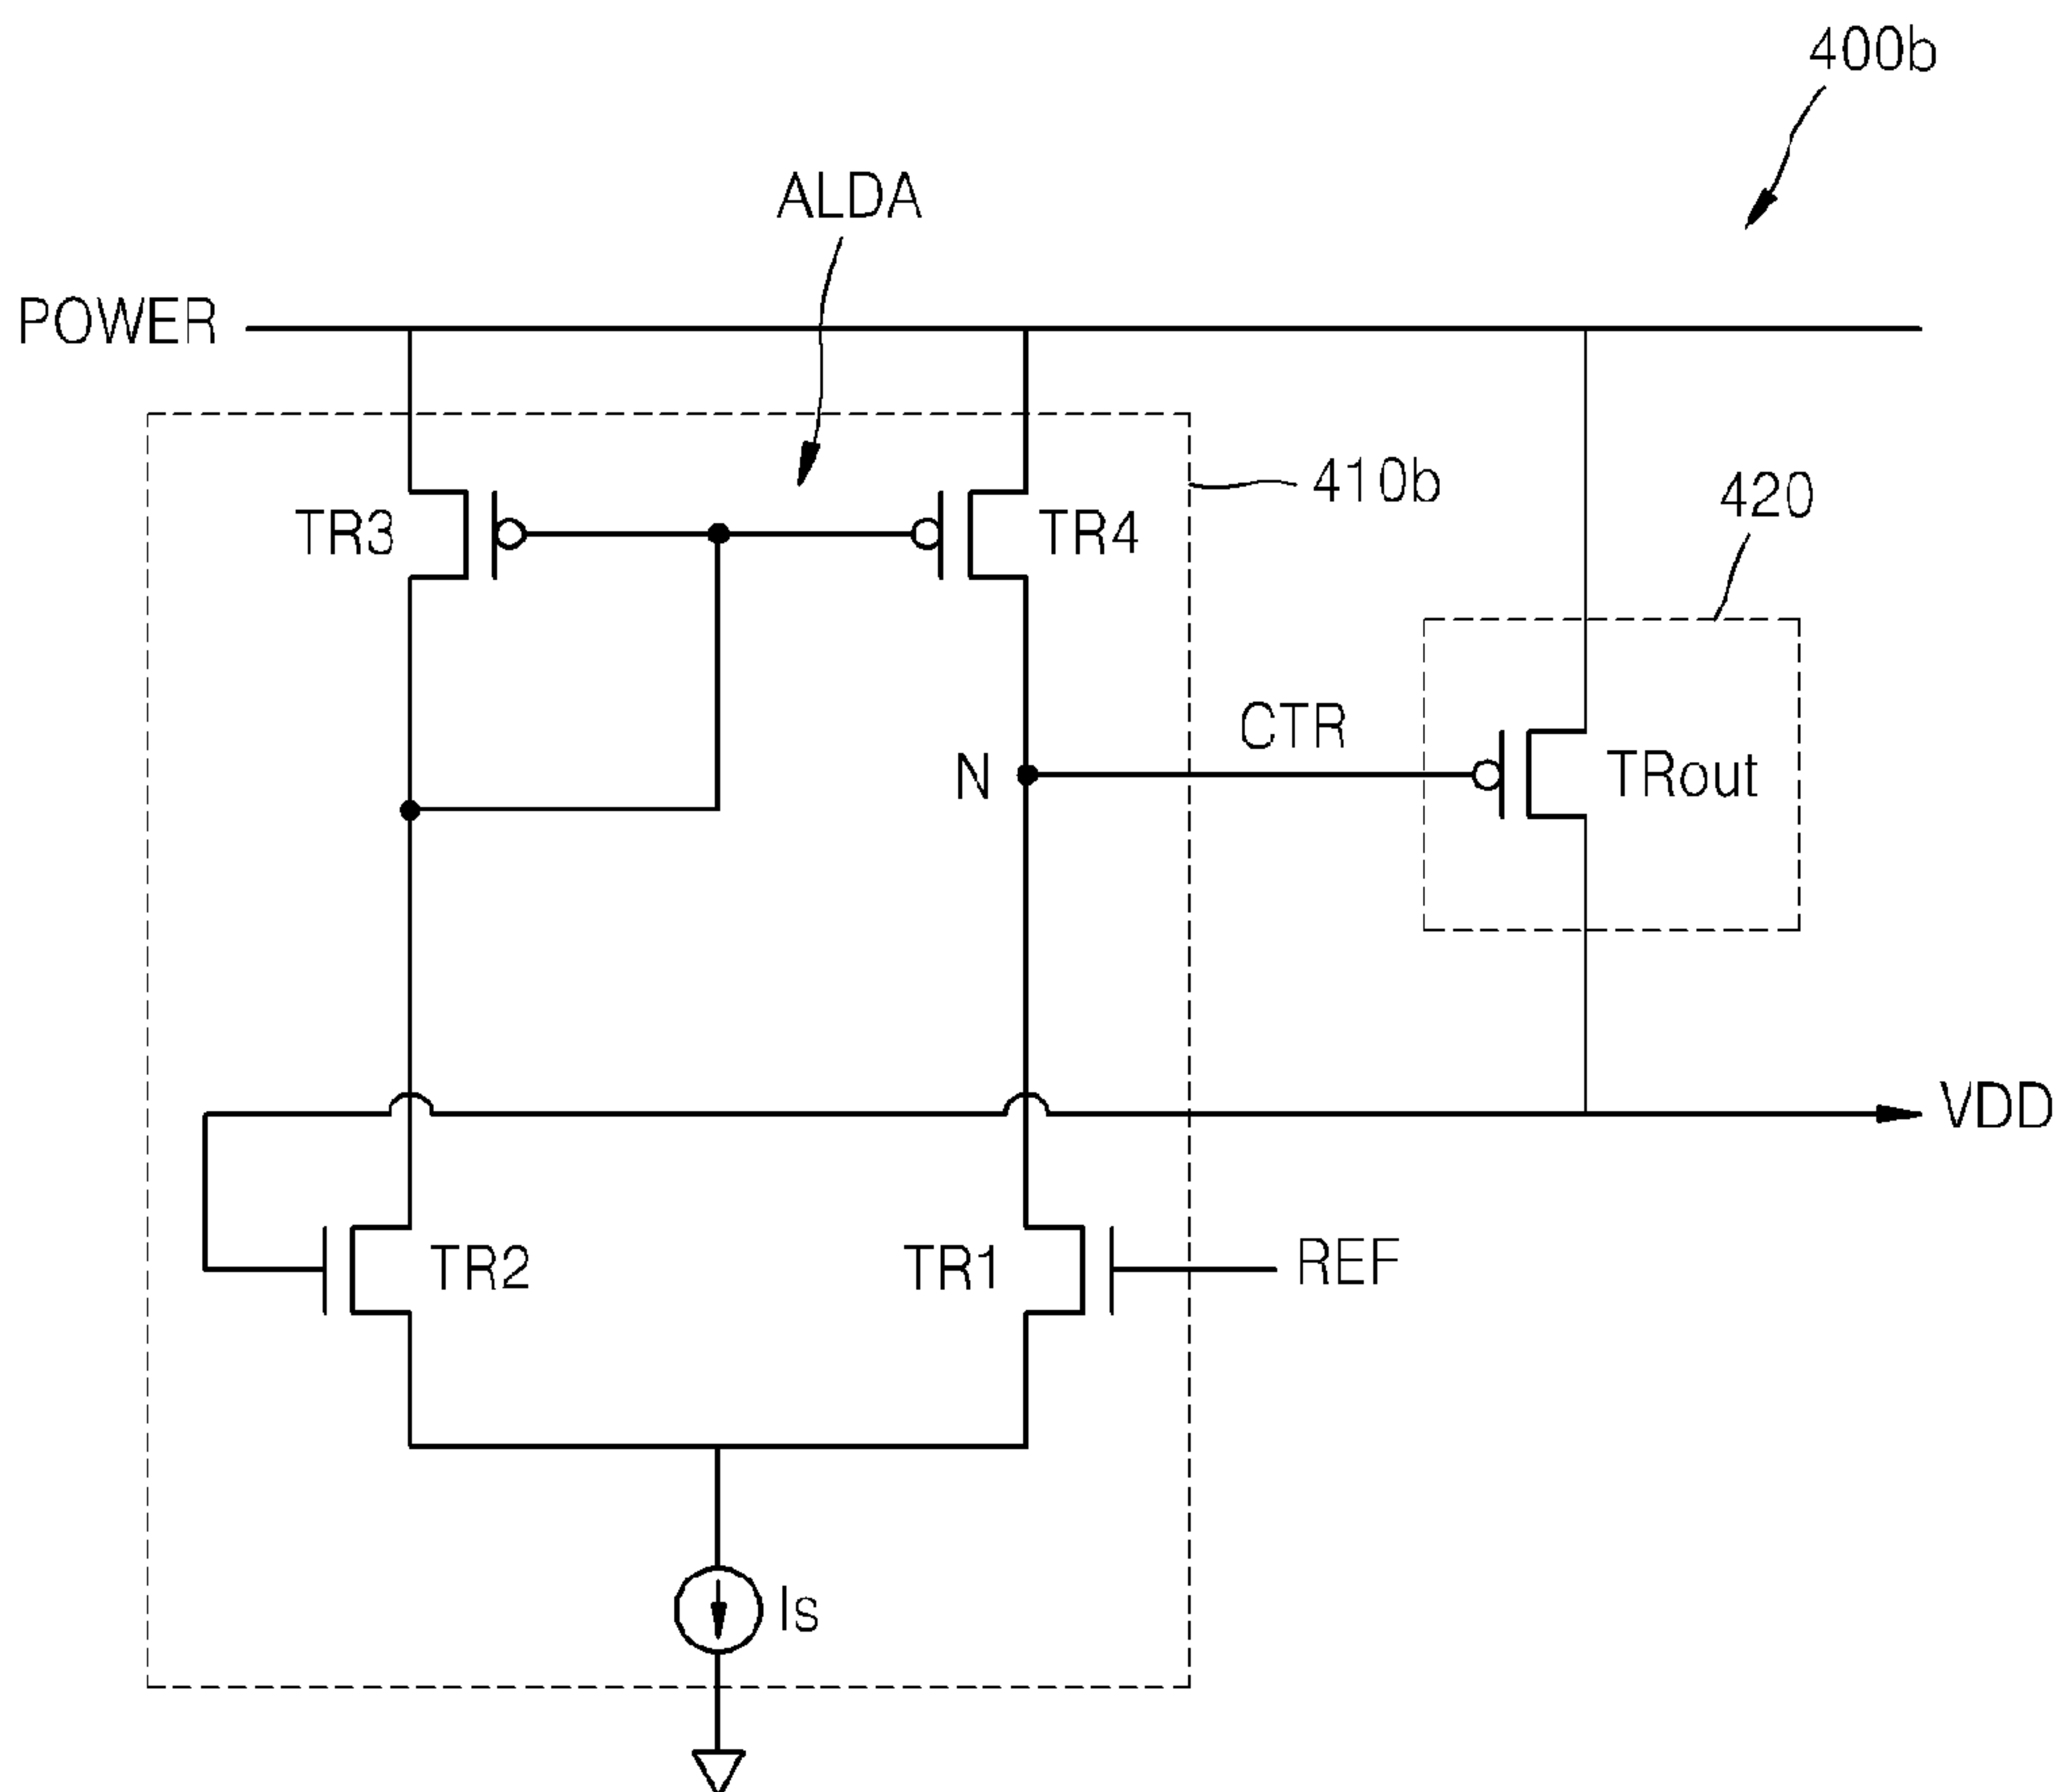 400b
ALDA
POWER
410b
420
TR3
TR4
CTR
N
TRout
VDD
TR2
TR1
REF
Is